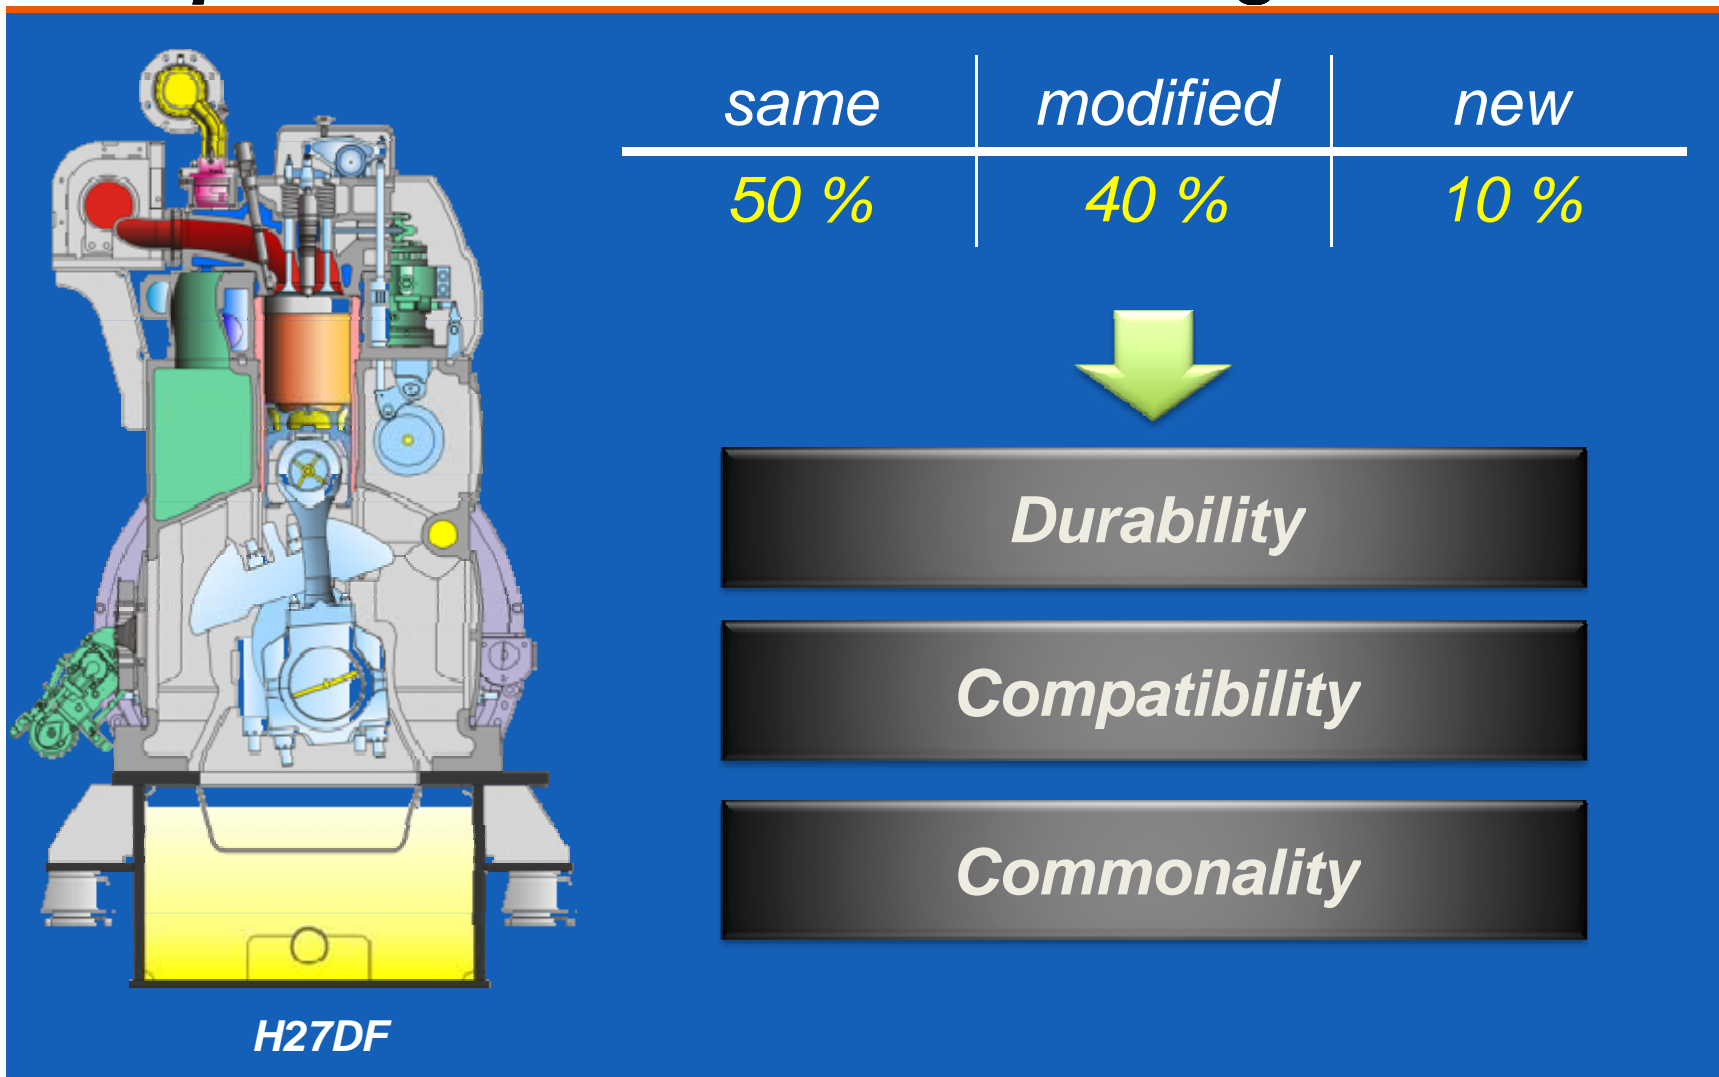 same modified new
50 % 40 % 10 %
Durability
Compatibility
Commonality
H27DF